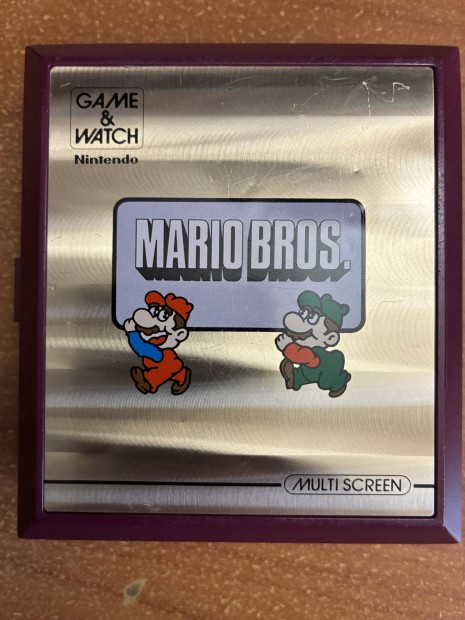 GAME
&
WATCH
Nintendo
MARIO BROS.
MULTI SCREEN